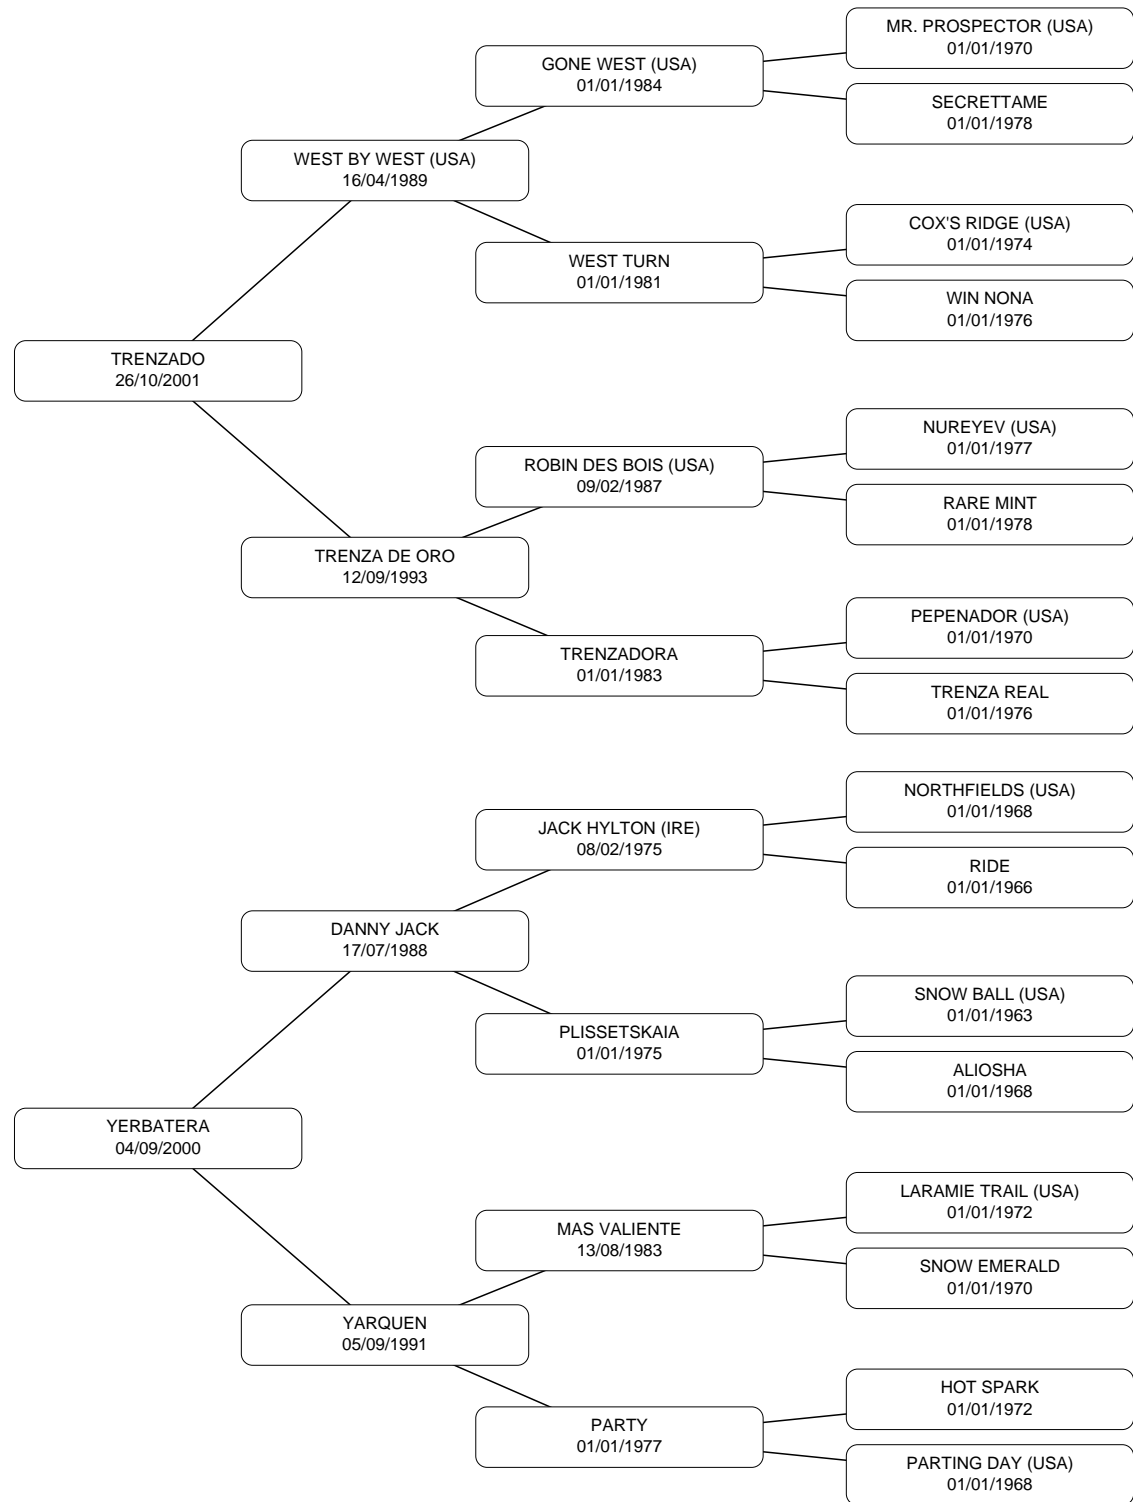 MR. PROSPECTOR (USA)
01/01/1970
GONE WEST (USA)
01/01/1984
SECRETTAME
01/01/1978
WEST BY WEST (USA)
16/04/1989
COX'S RIDGE (USA)
01/01/1974
WEST TURN
01/01/1981
WIN NONA
01/01/1976
TRENZADO
26/10/2001
NUREYEV (USA)
01/01/1977
ROBIN DES BOIS (USA)
09/02/1987
RARE MINT
01/01/1978
TRENZA DE ORO
12/09/1993
PEPENADOR (USA)
01/01/1970
TRENZADORA
01/01/1983
TRENZA REAL
01/01/1976
NORTHFIELDS (USA)
01/01/1968
JACK HYLTON (IRE)
08/02/1975
RIDE
01/01/1966
DANNY JACK
17/07/1988
SNOW BALL (USA)
01/01/1963
PLISSETSKAIA
01/01/1975
ALIOSHA
01/01/1968
YERBATERA
04/09/2000
LARAMIE TRAIL (USA)
01/01/1972
MAS VALIENTE
13/08/1983
SNOW EMERALD
01/01/1970
YARQUEN
05/09/1991
HOT SPARK
01/01/1972
PARTY
01/01/1977
PARTING DAY (USA)
01/01/1968